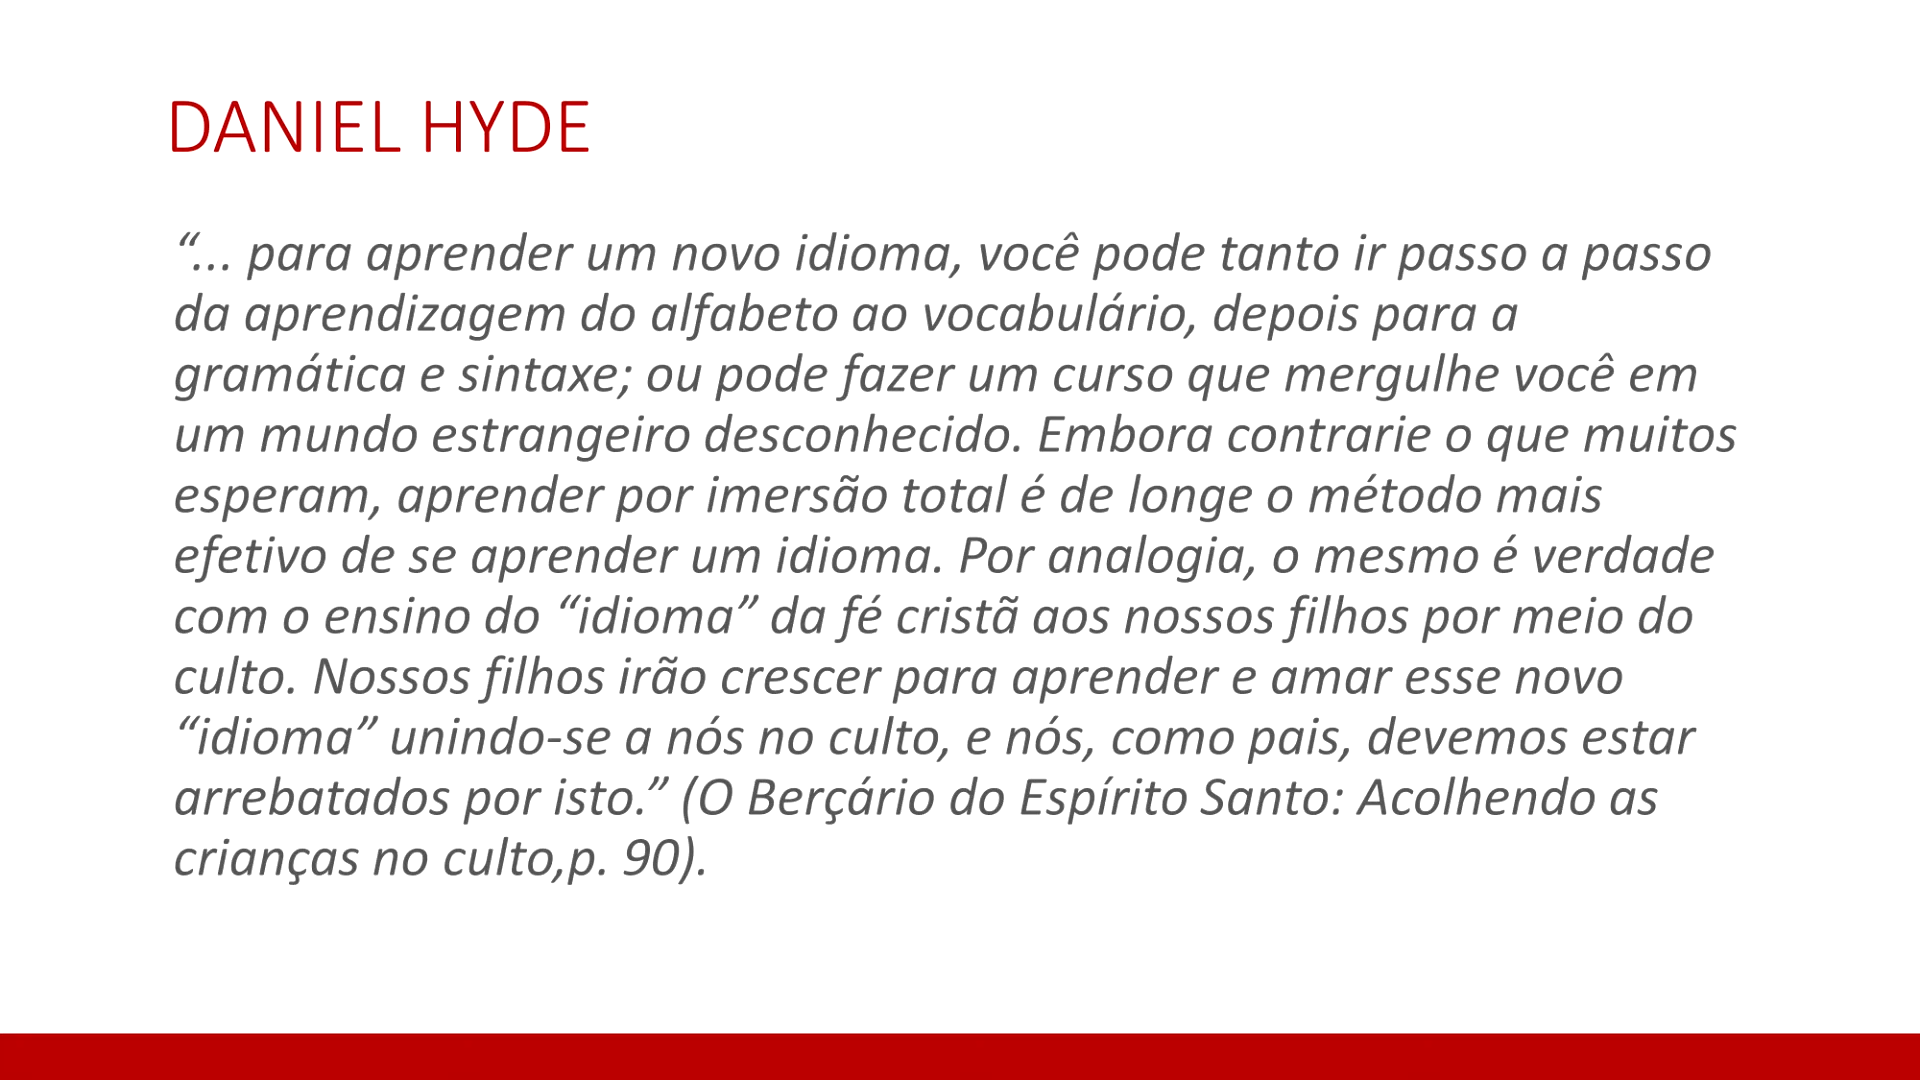 DANIEL HYDE
“... para aprender um novo idioma, você pode tanto ir passo a passo
da aprendizagem do alfabeto ao vocabulário, depois para a
gramática e sintaxe; ou pode fazer um curso que mergulhe você em
um mundo estrangeiro desconhecido. Embora contrarie o que muitos
esperam, aprender por imersão total é de longe o método mais
efetivo de se aprender um idioma. Por analogia, o mesmo é verdade
com o ensino do “idioma” da fé cristã aos nossos filhos por meio do
culto. Nossos filhos irão crescer para aprender e amar esse novo
“idioma” unindo-se a nós no culto, e nós, como pais, devemos estar
arrebatados por isto.” (O Berçário do Espírito Santo: Acolhendo as
crianças no culto,p. 90).